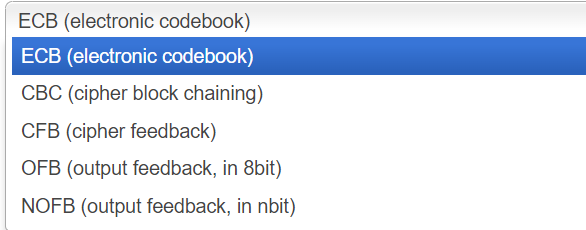 ECB (electronic codebook)
ECB (electronic codebook)
CBC (cipher block chaining)
CFB (cipher feedback)
OFB (output feedback, in 8bit)
NOFB (output feedback, in nbit)